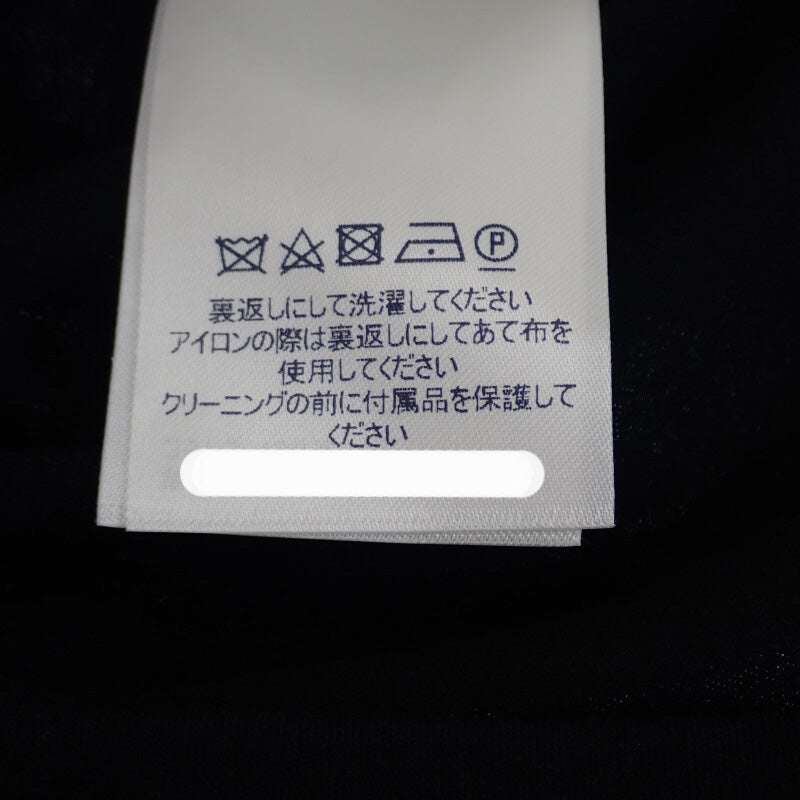 P
裏返しにして洗濯してください
アイロンの際は裏返しにしてあて布を
使用してください
クリーニングの前に付属品を保護して
ください